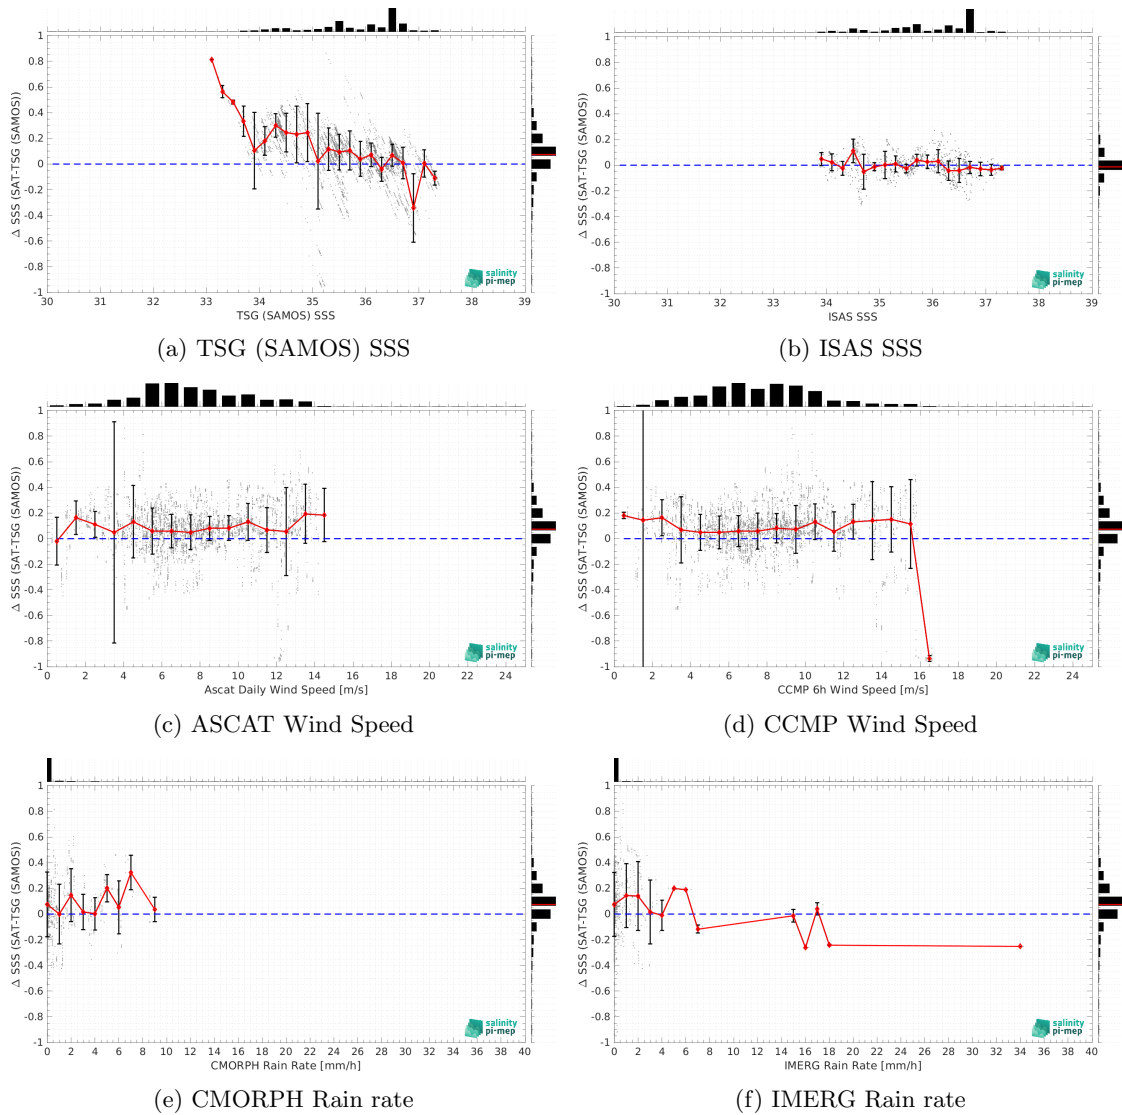 Δ SSS (SAT-TSG (SAMOS))
1
0.8
0.6
0.4
0.2
0
-0.2
-0.4
-0.6
-0.8
-1
30 31 32 33 34 35 36 37 38 39
TSG (SAMOS) SSS
salinity
pi-mep
(a) TSG (SAMOS) SSS
Δ SSS (SAT-TSG (SAMOS))
1
0.8
0.6
0.4
0.2
0
-0.2
-0.4
-0.6
-0.8
-1
30 31 32 33 34 35 36 37 38 39
ISAS SSS
salinity
pi-mep
(b) ISAS SSS
Δ SSS (SAT-TSG (SAMOS))
1
0.8
0.6
0.4
0.2
0
-0.2
-0.4
-0.6
-0.8
-1
0 2 4 6 8 10 12 14 16 18 20 22 24
Ascat Daily Wind Speed [m/s]
salinity
pi-mep
(c) ASCAT Wind Speed
Δ SSS (SAT-TSG (SAMOS))
1
0.8
0.6
0.4
0.2
0
-0.2
-0.4
-0.6
-0.8
-1
0 2 4 6 8 10 12 14 16 18 20 22 24
CCMP 6h Wind Speed [m/s]
salinity
pi-mep
(d) CCMP Wind Speed
Δ SSS (SAT-TSG (SAMOS))
1
0.8
0.6
0.4
0.2
0
-0.2
-0.4
-0.6
-0.8
-1
0 2 4 6 8 10 12 14 16 18 20 22 24 26 28 30 32 34 36 38 40
CMORPH Rain Rate [mm/h]
salinity
pi-mep
(e) CMORPH Rain rate
Δ SSS (SAT-TSG (SAMOS))
1
0.8
0.6
0.4
0.2
0
-0.2
-0.4
-0.6
-0.8
-1
0 2 4 6 8 10 12 14 16 18 20 22 24 26 28 30 32 34 36 38 40
IMERG Rain Rate [mm/h]
salinity
pi-mep
(f) IMERG Rain rate